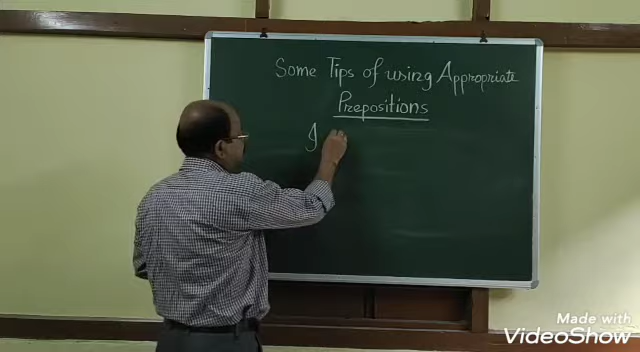 Some Tips of using Appropriate
Prepositions
I
Made with
VideoShow